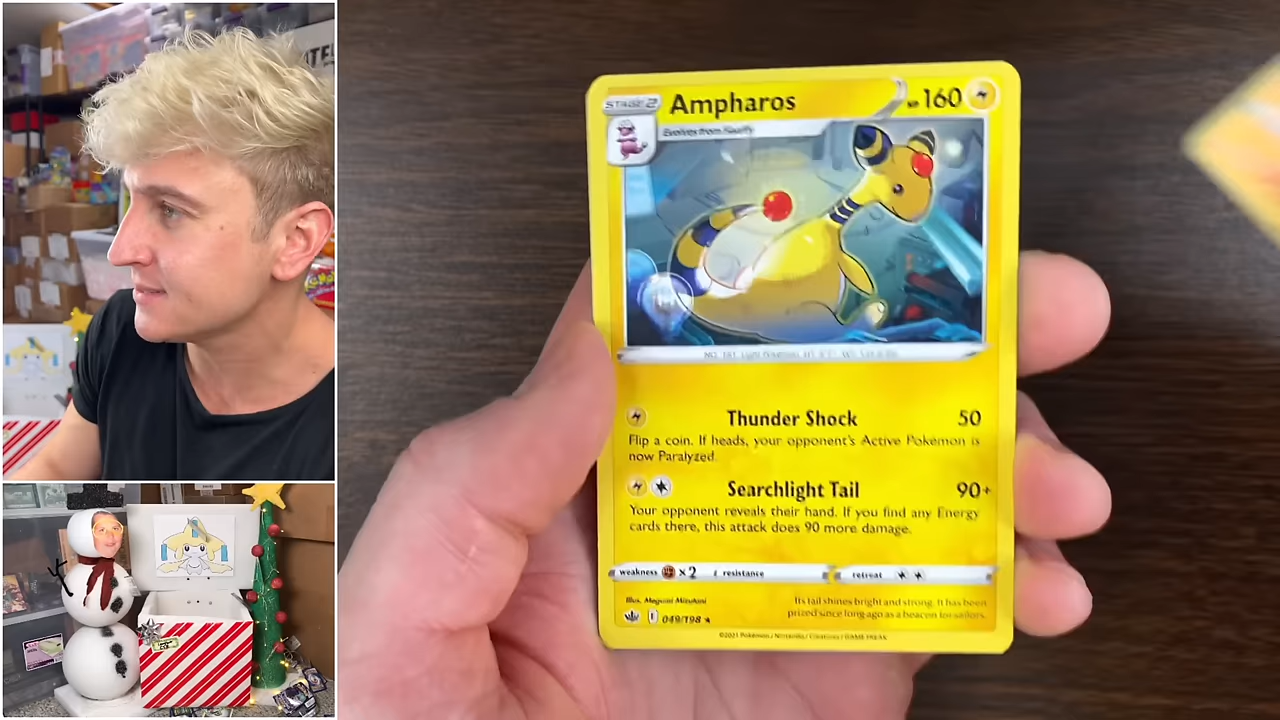 STAGE 2
Ampharos
HP 160
Evolves from Flaaffy
Thunder Shock 50
Flip a coin. If heads, your opponent's Active Pokémon is
now Paralyzed.
Searchlight Tail 90+
Your opponent reveals their hand. If you find any Energy
cards there, this attack does 90 more damage.
weakness ×2 resistance retreat
Illus. Megumi Mizutani
049/198
Its tail shines bright and strong. It has been
prized since long ago as a beacon for sailors.
©2021 Pokémon / Nintendo / Creatures / GAME FREAK